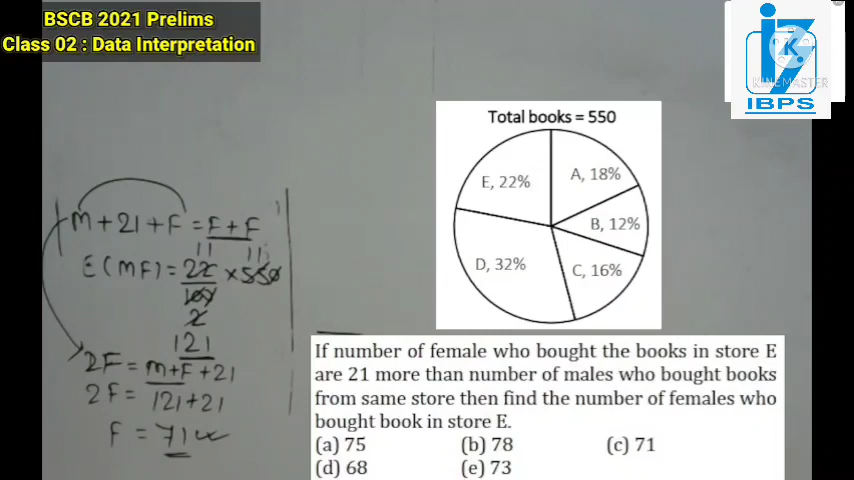 BSCB 2021 Prelims
Class 02 : Data Interpretation
KINEMASTER
IBPS
Total books = 550
E, 22%
A, 18%
B, 12%
D, 32%
C, 16%
M+21+F = F+F
E(MF) = 22 × 550
100
2
121
2F = M+F+21
2F = 121+21
F = 71
If number of female who bought the books in store E
are 21 more than number of males who bought books
from same store then find the number of females who
bought book in store E.
(a) 75 (b) 78 (c) 71
(d) 68 (e) 73